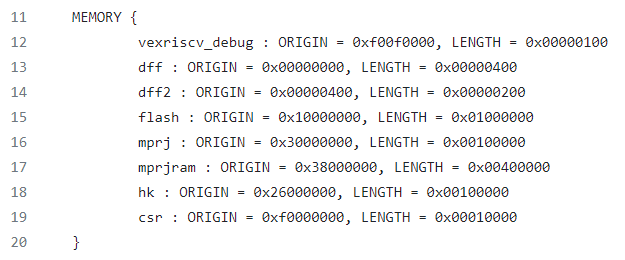 11 MEMORY {
12 vexriscv_debug : ORIGIN = 0xf00f0000, LENGTH = 0x00000100
13 dff : ORIGIN = 0x00000000, LENGTH = 0x00000400
14 dff2 : ORIGIN = 0x00000400, LENGTH = 0x00000200
15 flash : ORIGIN = 0x10000000, LENGTH = 0x01000000
16 mprj : ORIGIN = 0x30000000, LENGTH = 0x00100000
17 mprjram : ORIGIN = 0x38000000, LENGTH = 0x00400000
18 hk : ORIGIN = 0x26000000, LENGTH = 0x00100000
19 csr : ORIGIN = 0xf0000000, LENGTH = 0x00010000
20 }